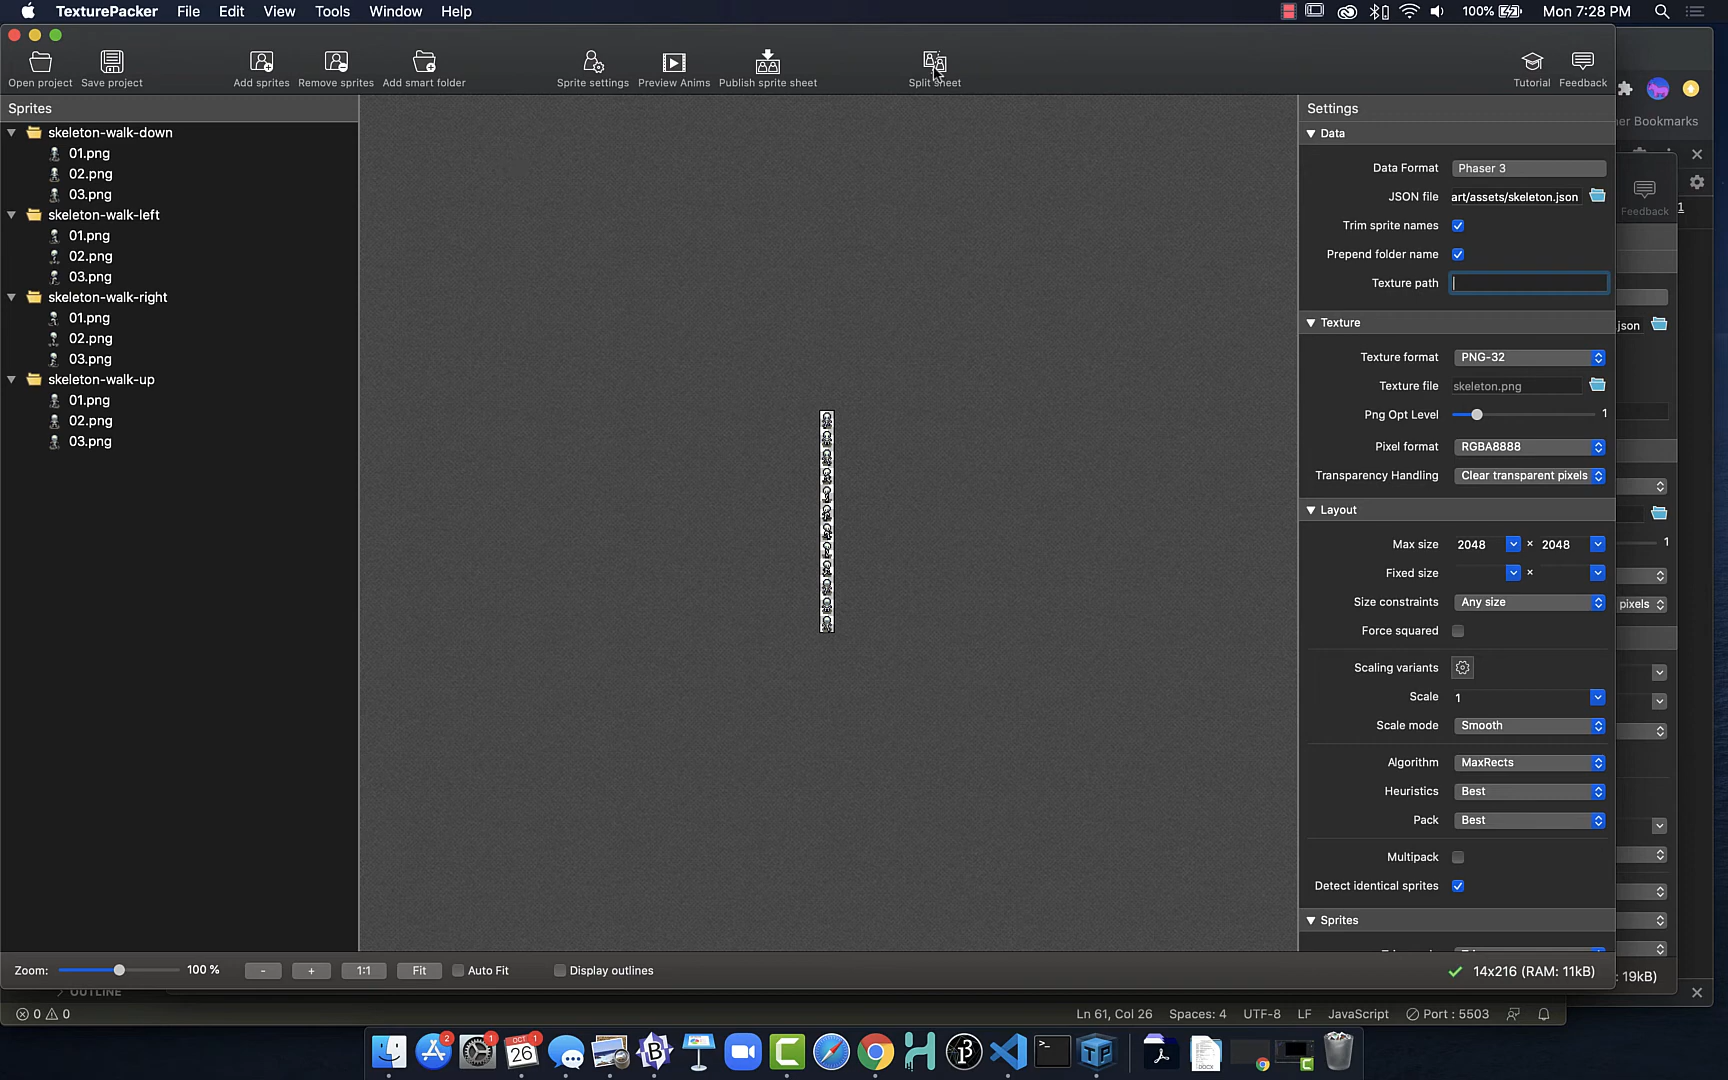 TexturePacker File Edit View Tools Window Help 100% Mon 7:28 PM
Open project Save project Add sprites Remove sprites Add smart folder Sprite settings Preview Anims Publish sprite sheet Split sheet Tutorial Feedback
Sprites
skeleton-walk-down
01.png
02.png
03.png
skeleton-walk-left
01.png
02.png
03.png
skeleton-walk-right
01.png
02.png
03.png
skeleton-walk-up
01.png
02.png
03.png
Settings
Data
Data Format Phaser 3
JSON file art/assets/skeleton.json
Trim sprite names
Prepend folder name
Texture path
Texture
Texture format PNG-32
Texture file skeleton.png
Png Opt Level 1
Pixel format RGBA8888
Transparency Handling Clear transparent pixels
Layout
Max size 2048 × 2048
Fixed size ×
Size constraints Any size
Force squared
Scaling variants
Scale 1
Scale mode Smooth
Algorithm MaxRects
Heuristics Best
Pack Best
Multipack
Detect identical sprites
Sprites
Zoom: 100 % - + 1:1 Fit Auto Fit Display outlines 14x216 (RAM: 11kB)
er Bookmarks
Feedback 1
json
1
pixels
: 19kB)
OUTLINE
0 0 Ln 61, Col 26 Spaces: 4 UTF-8 LF JavaScript Port : 5503
2 1 OCT 1
26
B
TP
DOCX